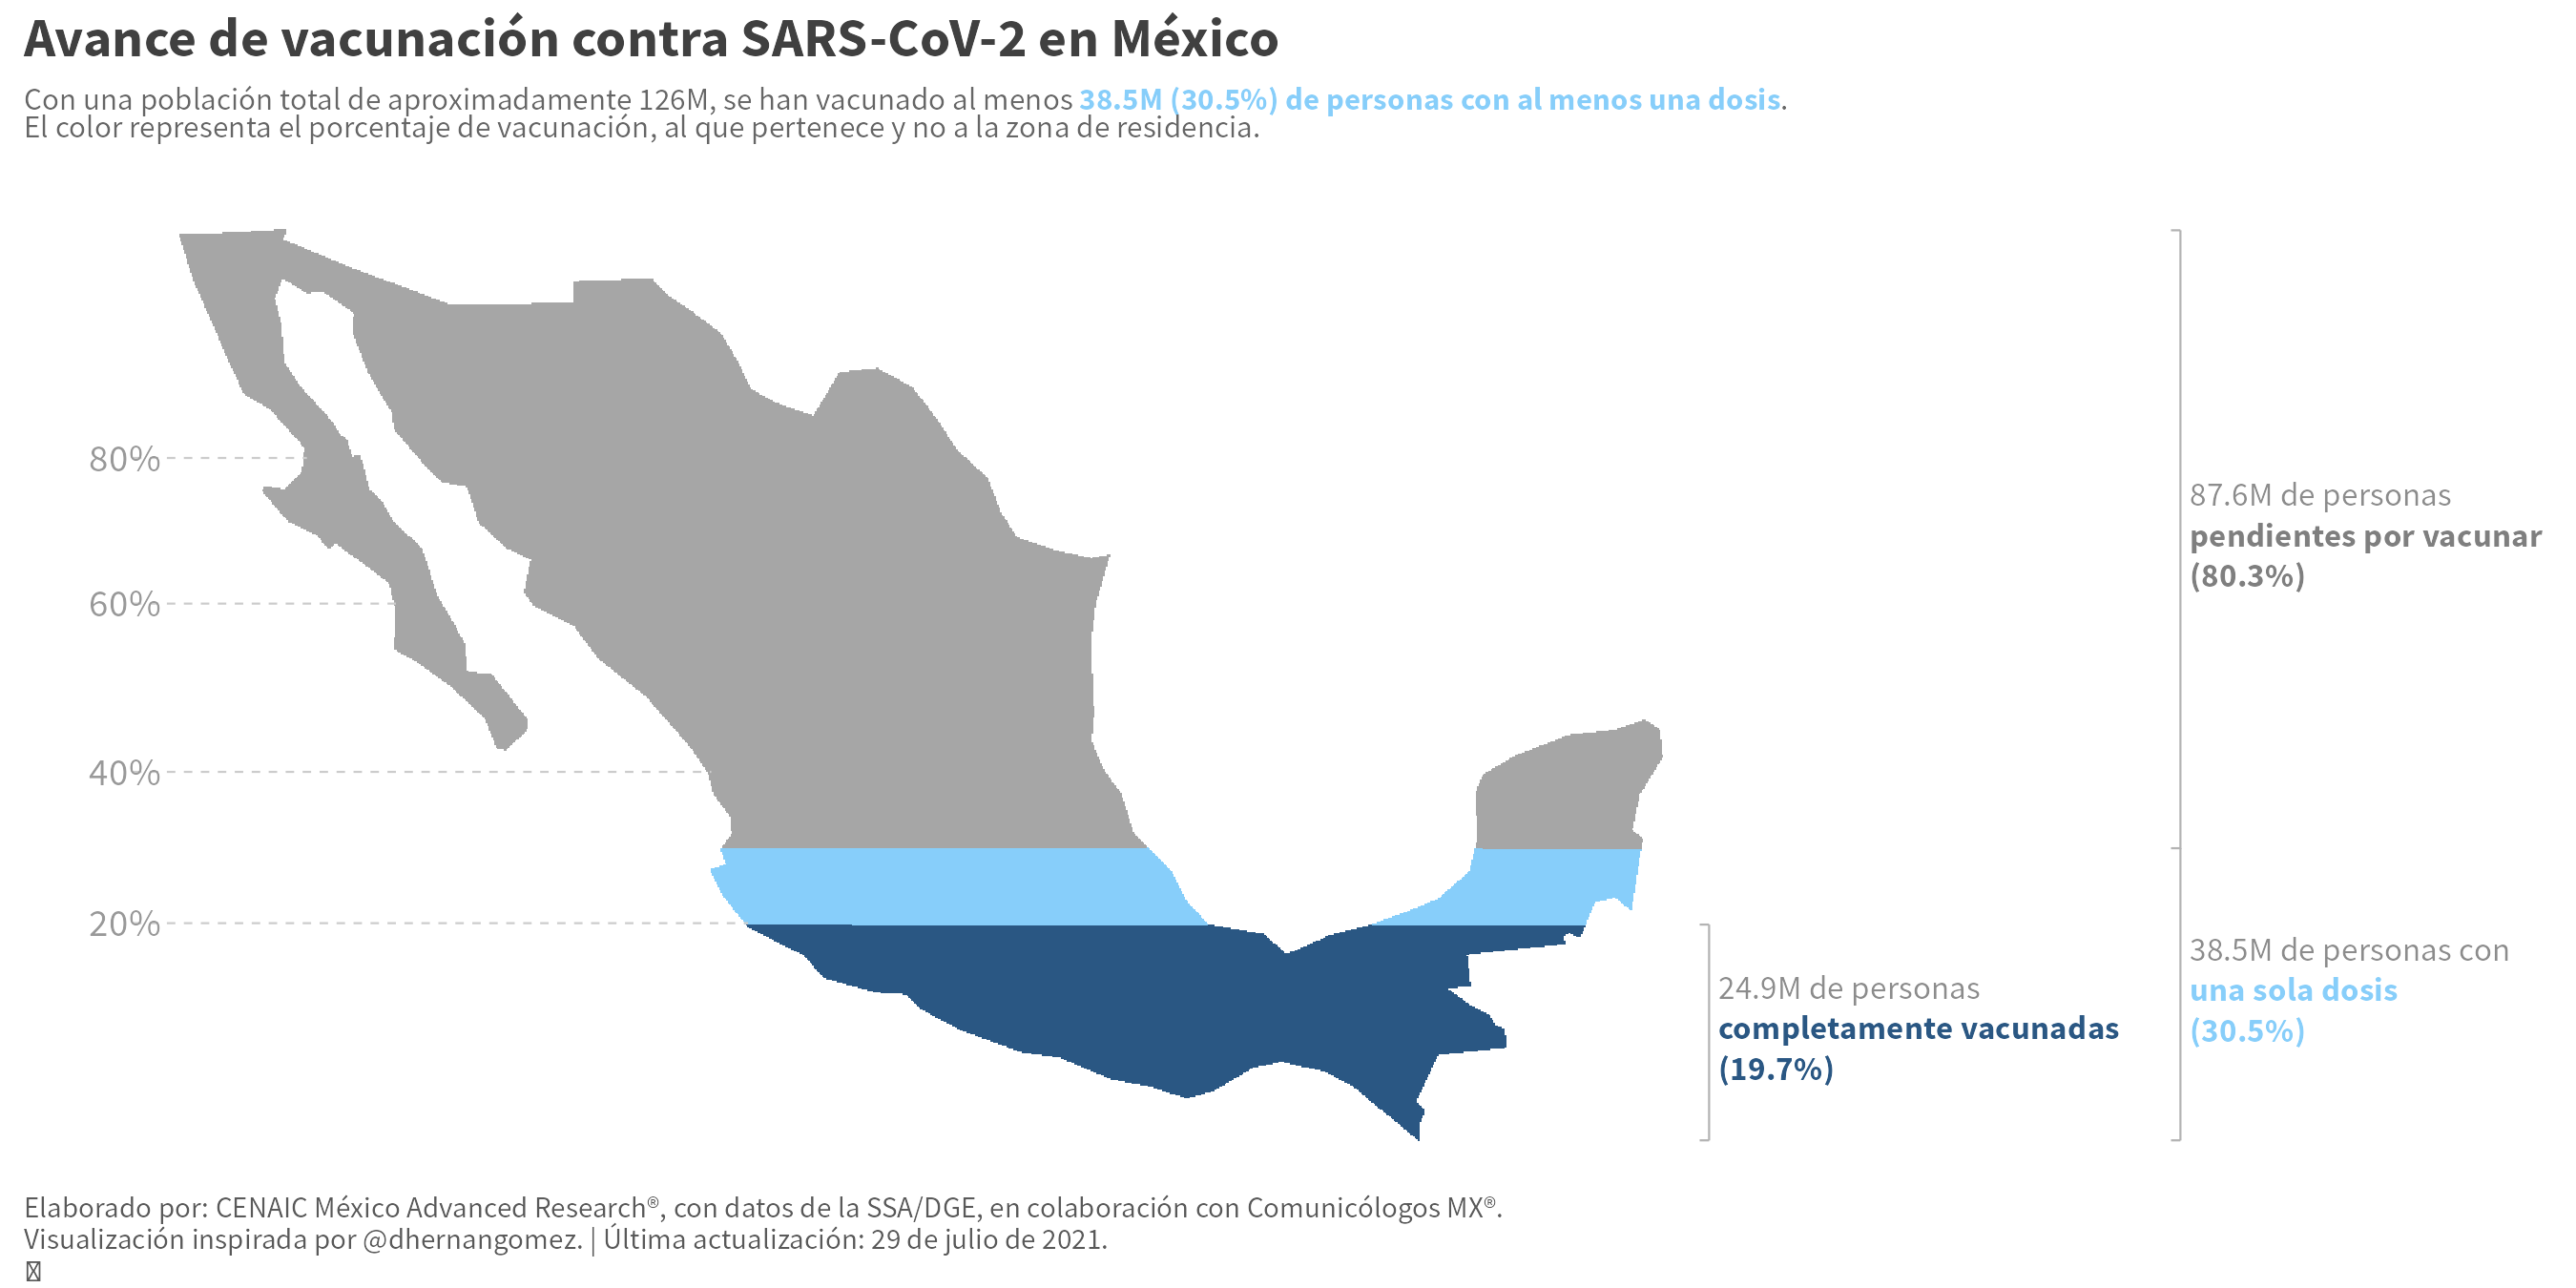 Avance de vacunación contra SARS-CoV-2 en México
Con una población total de aproximadamente 126M, se han vacunado al menos 38.5M (30.5%) de personas con al menos una dosis.
El color representa el porcentaje de vacunación, al que pertenece y no a la zona de residencia.
80%
60%
40%
20%
87.6M de personas
pendientes por vacunar
(80.3%)
24.9M de personas
completamente vacunadas
(19.7%)
38.5M de personas con
una sola dosis
(30.5%)
Elaborado por: CENAIC México Advanced Research®, con datos de la SSA/DGE, en colaboración con Comunicólogos MX®.
Visualización inspirada por @dhernangomez. | Última actualización: 29 de julio de 2021.